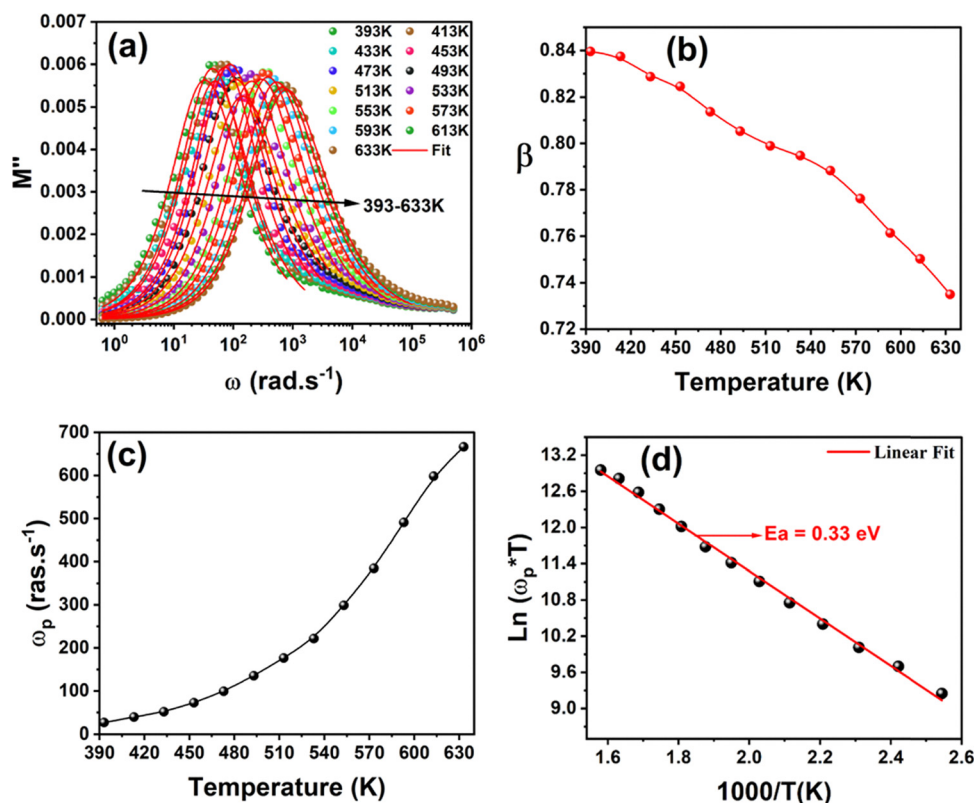 (a)
0.007
0.006
0.005
0.004
0.003
0.002
0.001
0.000
M''
393K 413K
433K 453K
473K 493K
513K 533K
553K 573K
593K 613K
633K Fit
393-633K
10⁰ 10¹ 10² 10³ 10⁴ 10⁵ 10⁶
ω (rad.s⁻¹)
(b)
0.84
0.82
0.80
0.78
0.76
0.74
0.72
β
390 420 450 480 510 540 570 600 630
Temperature (K)
(c)
700
600
500
400
300
200
100
0
ωₚ (ras.s⁻¹)
390 420 450 480 510 540 570 600 630
Temperature (K)
(d)
Linear Fit
13.2
12.6
12.0
11.4
10.8
10.2
9.6
9.0
Ln (ωₚ*T)
Ea = 0.33 eV
1.6 1.8 2.0 2.2 2.4 2.6
1000/T(K)